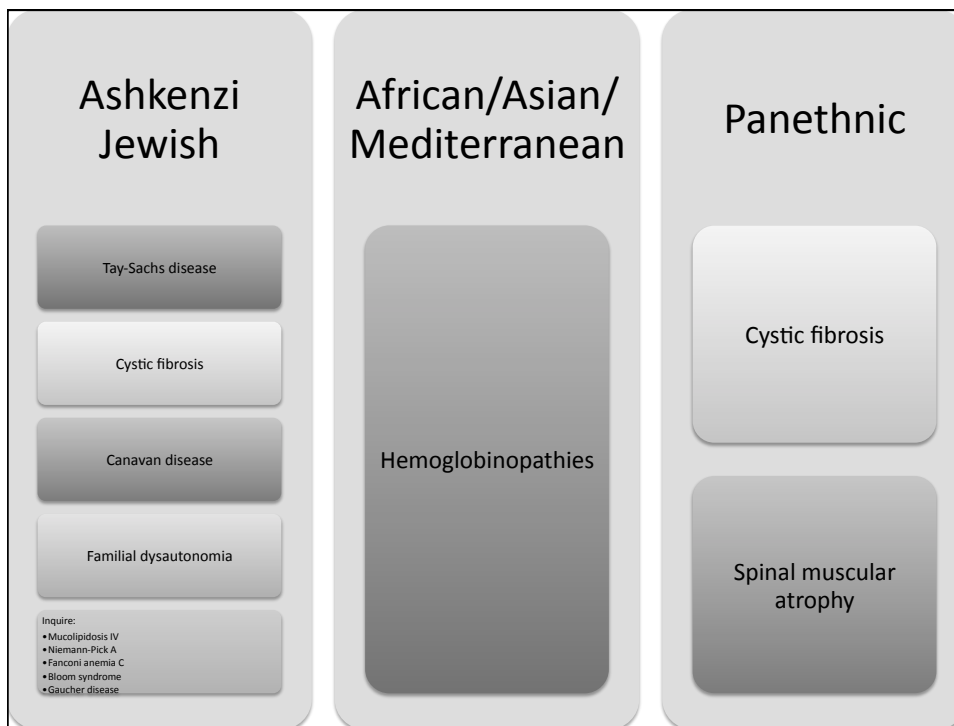 Ashkenzi
Jewish
Tay-Sachs disease
Cystic fibrosis
Canavan disease
Familial dysautonomia
Inquire:
•Mucolipidosis IV
•Niemann-Pick A
•Fanconi anemia C
•Bloom syndrome
•Gaucher disease
African/Asian/
Mediterranean
Hemoglobinopathies
Panethnic
Cystic fibrosis
Spinal muscular
atrophy